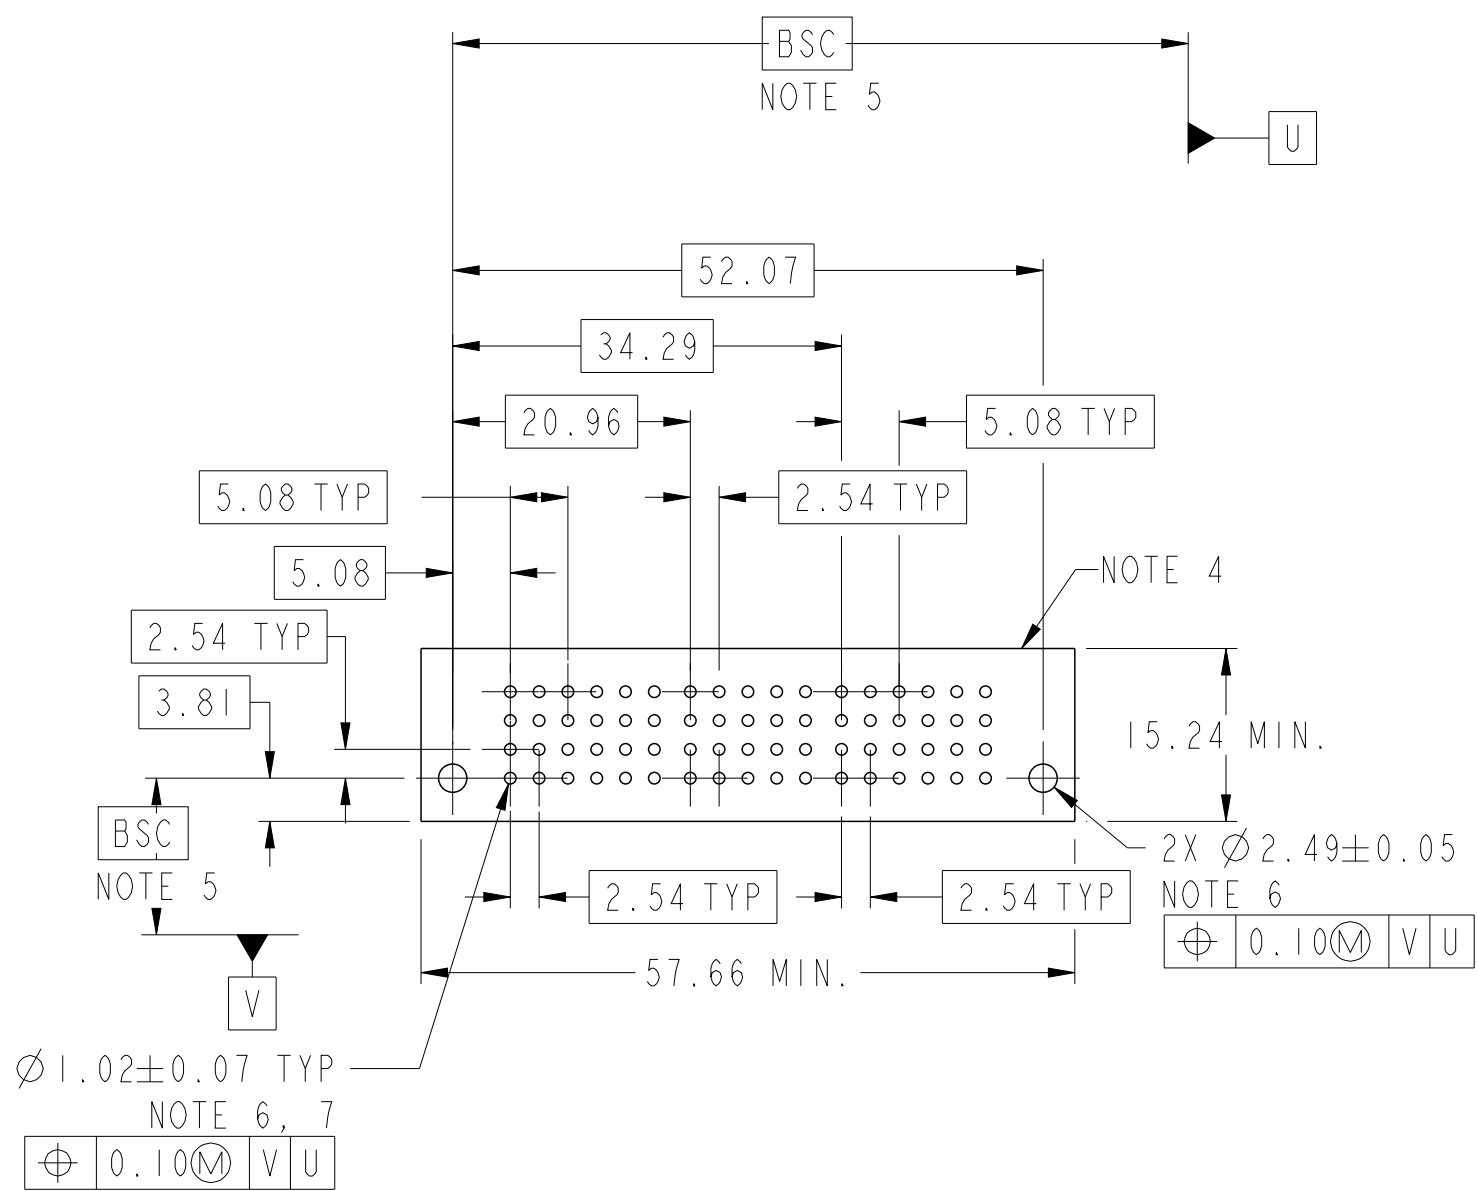 BSC
NOTE 5
U
52.07
34.29
20.96
5.08 TYP
5.08 TYP
2.54 TYP
5.08
NOTE 4
2.54 TYP
3.81
15.24 MIN.
BSC
NOTE 5
2X ⌀2.49±0.05
NOTE 6
⌖ 0.10Ⓜ V U
2.54 TYP
2.54 TYP
57.66 MIN.
V
⌀1.02±0.07 TYP
NOTE 6, 7
⌖ 0.10Ⓜ V U